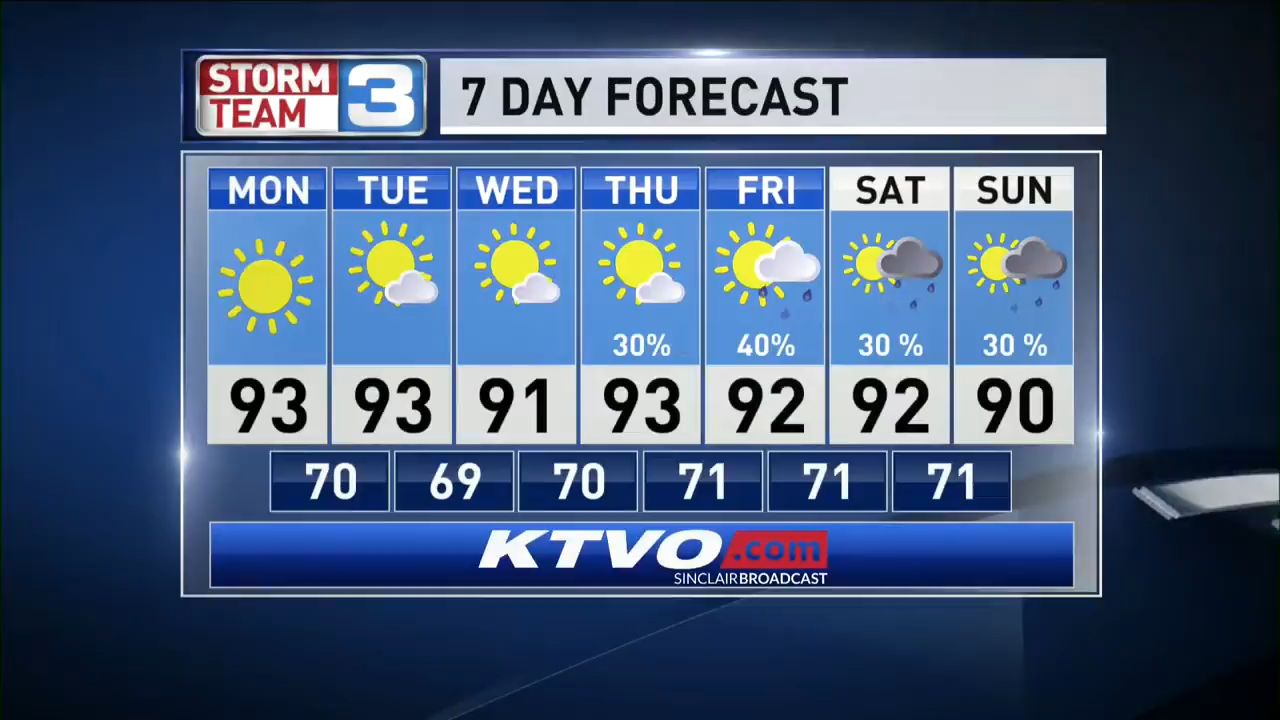 STORM TEAM 3
7 DAY FORECAST
MON TUE WED THU FRI SAT SUN
30% 40% 30 % 30 %
93 93 91 93 92 92 90
70 69 70 71 71 71
KTVO.com
SINCLAIRBROADCAST